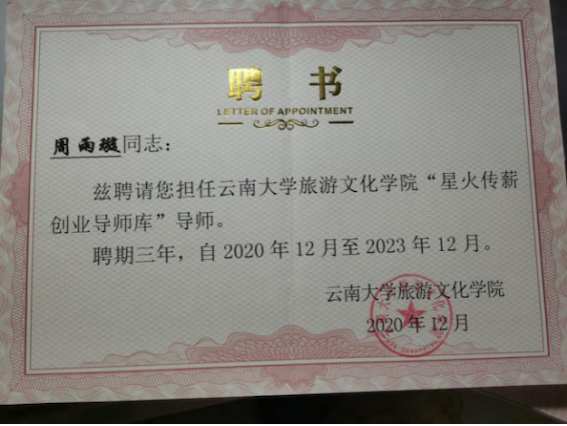 聘 书
LETTER OF APPOINTMENT
周雨璇同志：
兹聘请您担任云南大学旅游文化学院“星火传薪
创业导师库”导师。
聘期三年，自2020年12月至2023年12月。
云南大学旅游文化学院
2020年12月